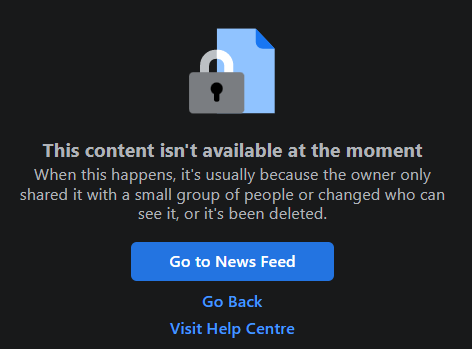 This content isn't available at the moment
When this happens, it's usually because the owner only
shared it with a small group of people or changed who can
see it, or it's been deleted.
Go to News Feed
Go Back
Visit Help Centre